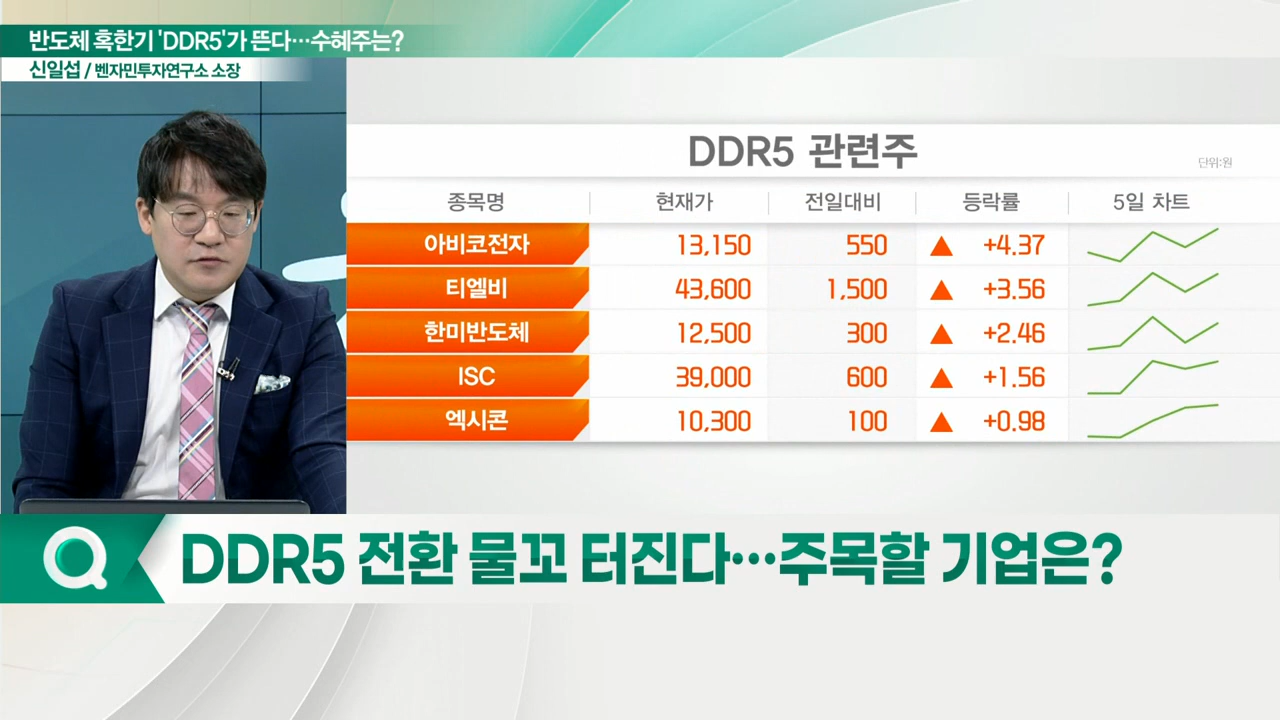 반도체 혹한기 'DDR5'가 뜬다…수혜주는?
신일섭 / 벤자민투자연구소 소장
DDR5 관련주
단위:원
종목명 현재가 전일대비 등락률 5일 차트
아비코전자 13,150 550 ▲ +4.37
티엘비 43,600 1,500 ▲ +3.56
한미반도체 12,500 300 ▲ +2.46
ISC 39,000 600 ▲ +1.56
엑시콘 10,300 100 ▲ +0.98
DDR5 전환 물꼬 터진다…주목할 기업은?